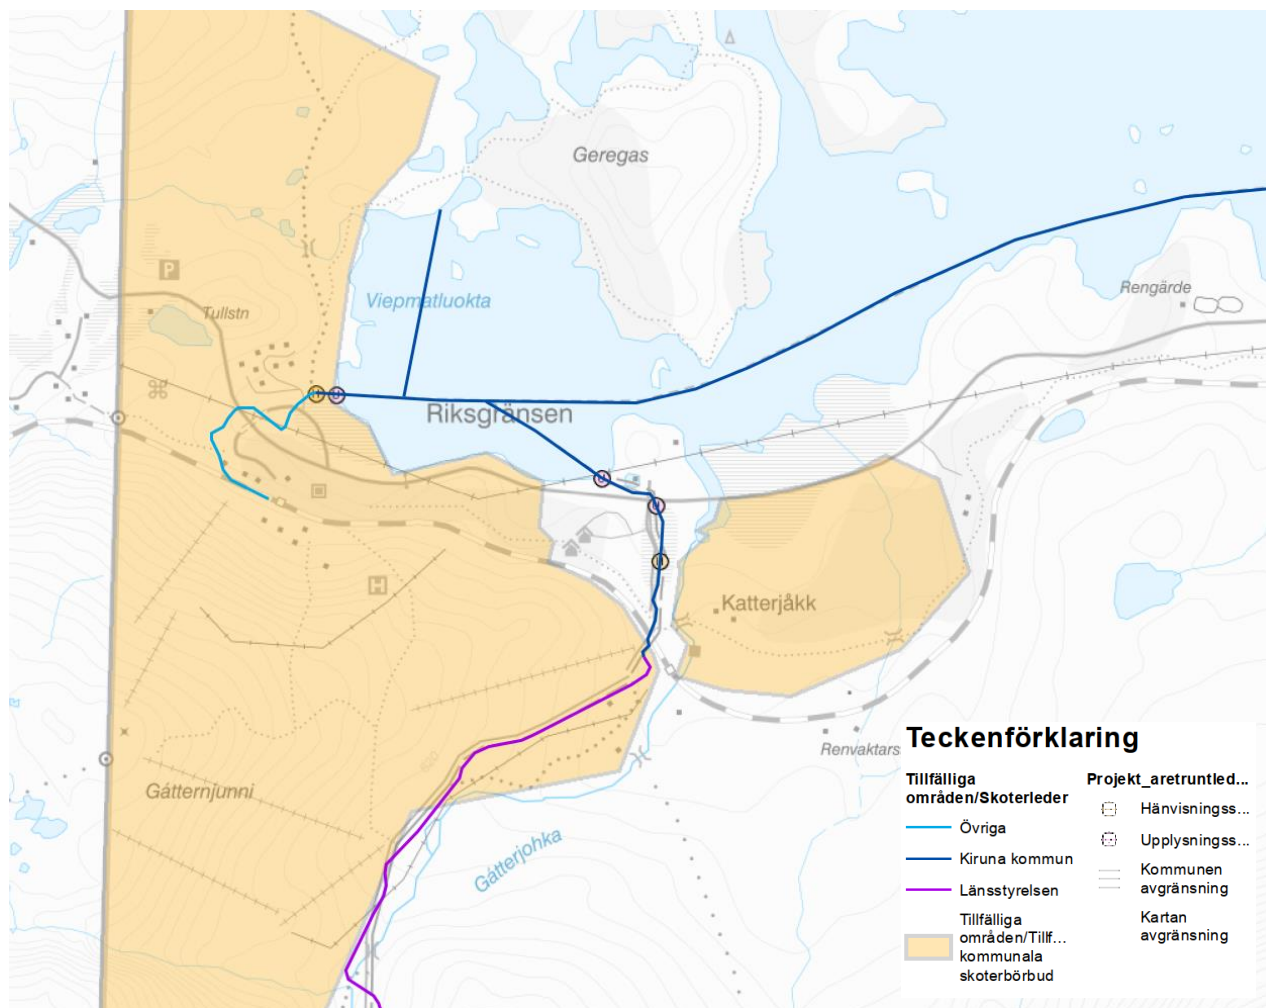 Geregas
Viepmatluokta
Rengärde
P
Tullstn
Riksgränsen
H
Katterjåkk
Renvaktars
Gátternjunni
Gátterjohka
Teckenförklaring
Tillfälliga
områden/Skoterleder
Övriga
Kiruna kommun
Länsstyrelsen
Tillfälliga
områden/Tillf...
kommunala
skoterbörbud
Projekt_aretruntled...
Hänvisningss...
Upplysningss...
Kommunen
avgränsning
Kartan
avgränsning